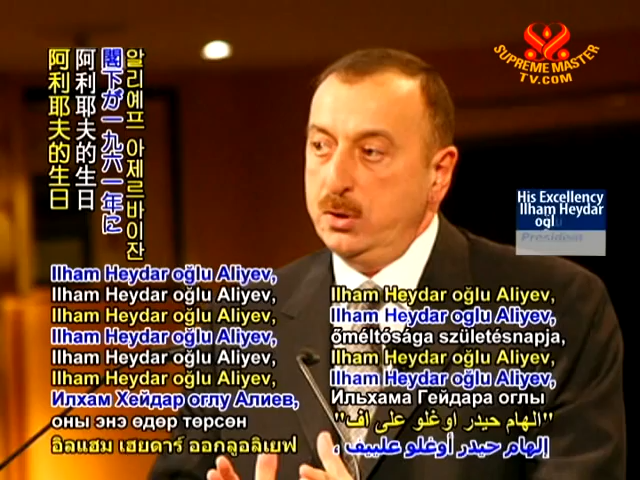 SUPREME MASTER
TV.COM
His Excellency
Ilham Heydar
ogl
President
알리예프 아제르바이잔
閣下が一九六一年に
阿利耶夫的生日
阿利耶夫的生日
Ilham Heydar oğlu Aliyev,
Ilham Heydar oğlu Aliyev,
Ilham Heydar oğlu Aliyev,
Ilham Heydar oğlu Aliyev,
Ilham Heydar oğlu Aliyev,
Ilham Heydar oğlu Aliyev,
Илхам Хейдар оглу Алиев,
оны энэ өдөр төрсөн
อิลแฮม เฮยดาร์ ออกลูอลิเยฟ
Ilham Heydar oğlu Aliyev,
Ilham Heydar oglu Aliyev,
őméltósága születésnapja,
Ilham Heydar oğlu Aliyev,
Ilham Heydar oğlu Aliyev,
Ильхама Гейдара оглы
"الهام حیدر اوغلو علی اف"
إلهام حيدر أوغلو علييف ،